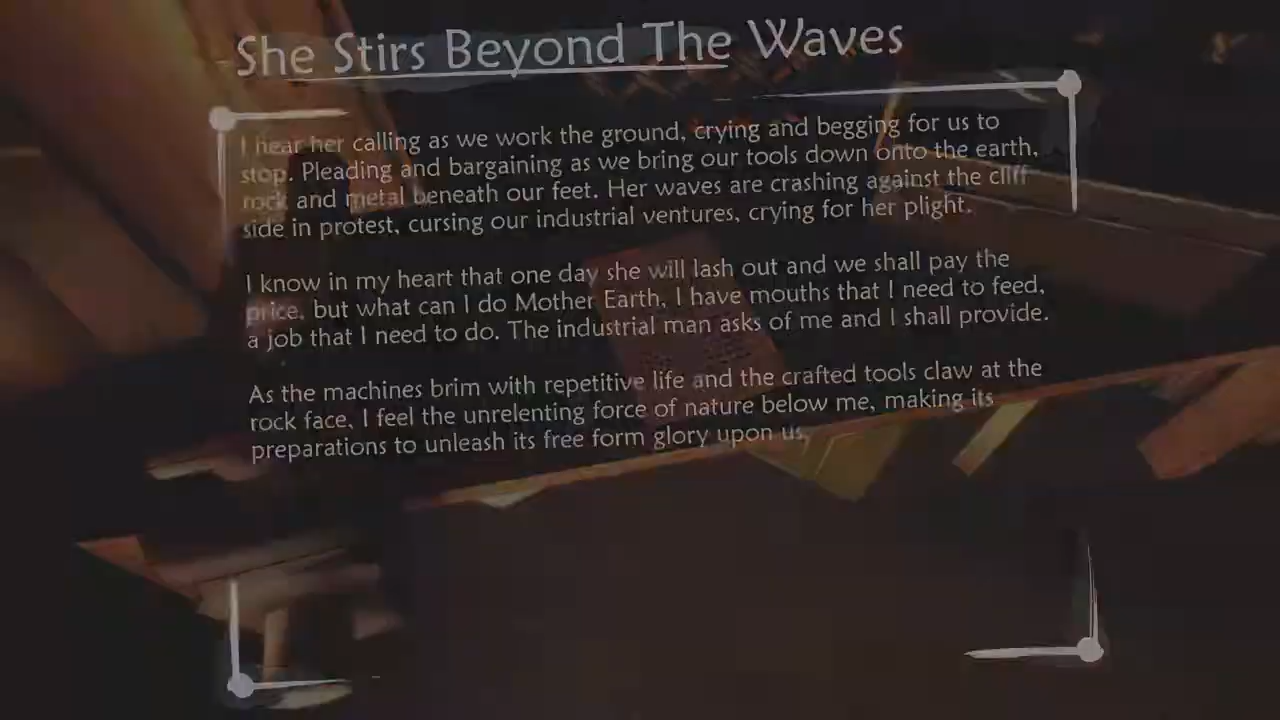 She Stirs Beyond The Waves
I hear her calling as we work the ground, crying and begging for us to
stop. Pleading and bargaining as we bring our tools down onto the earth,
rock and metal beneath our feet. Her waves are crashing against the cliff
side in protest, cursing our industrial ventures, crying for her plight.
I know in my heart that one day she will lash out and we shall pay the
price, but what can I do Mother Earth, I have mouths that I need to feed,
a job that I need to do. The industrial man asks of me and I shall provide.
As the machines brim with repetitive life and the crafted tools claw at the
rock face, I feel the unrelenting force of nature below me, making its
preparations to unleash its free form glory upon us.